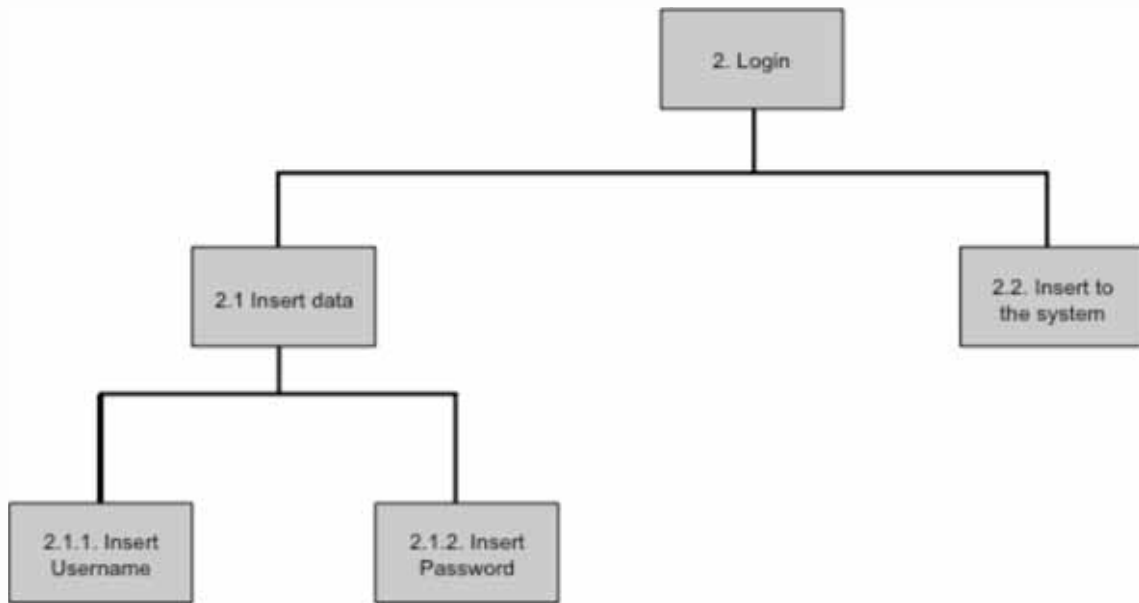 2. Login
2.1 Insert data
2.2. Insert to
the system
2.1.1. Insert
Username
2.1.2. Insert
Password